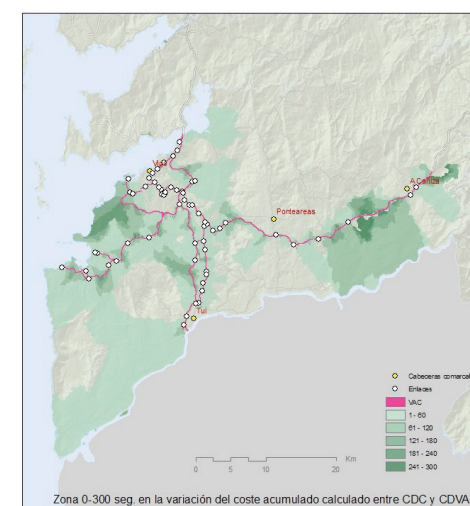 Vigo
A Cañiza
Ponteareas
Tui
Cabeceras comarcal
Enlaces
VAC
1 - 60
61 - 120
121 - 180
181 - 240
241 - 300
Km
0 5 10 20
Zona 0-300 seg. en la variación del coste acumulado calculado entre CDC y CDVA